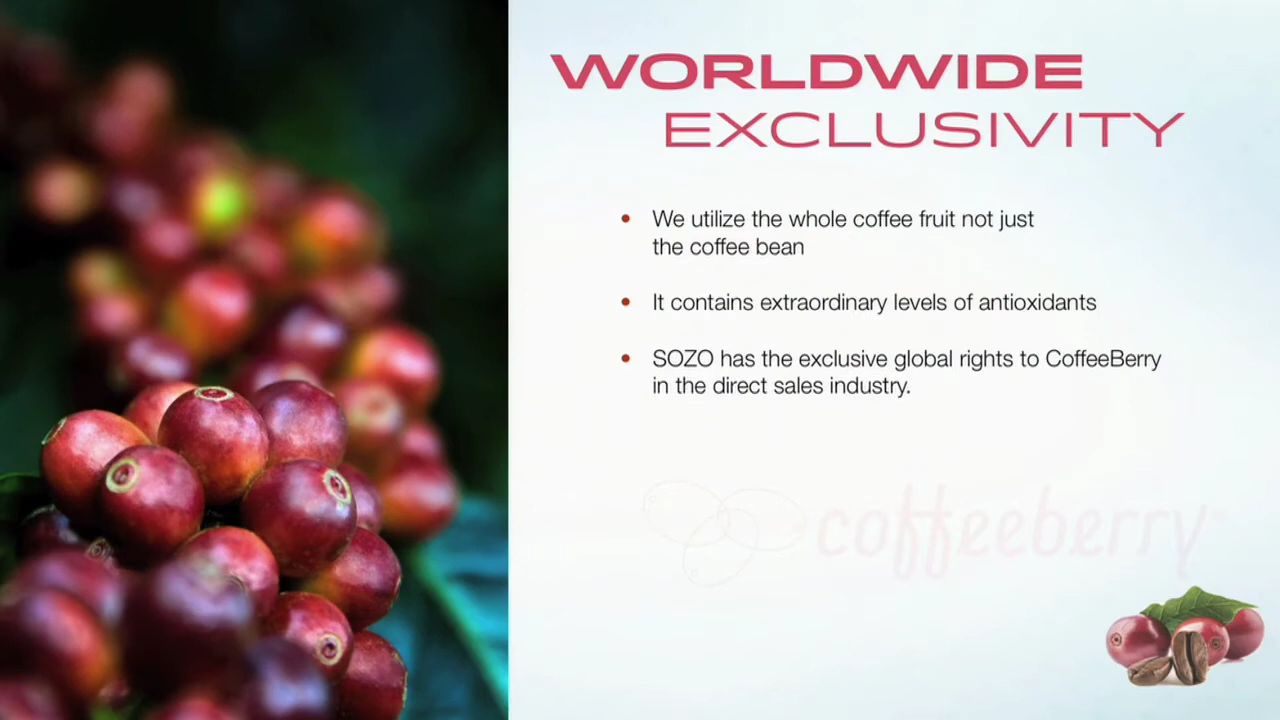 WORLDWIDE
EXCLUSIVITY
• We utilize the whole coffee fruit not just
the coffee bean
• It contains extraordinary levels of antioxidants
• SOZO has the exclusive global rights to CoffeeBerry
in the direct sales industry.
coffeeberry